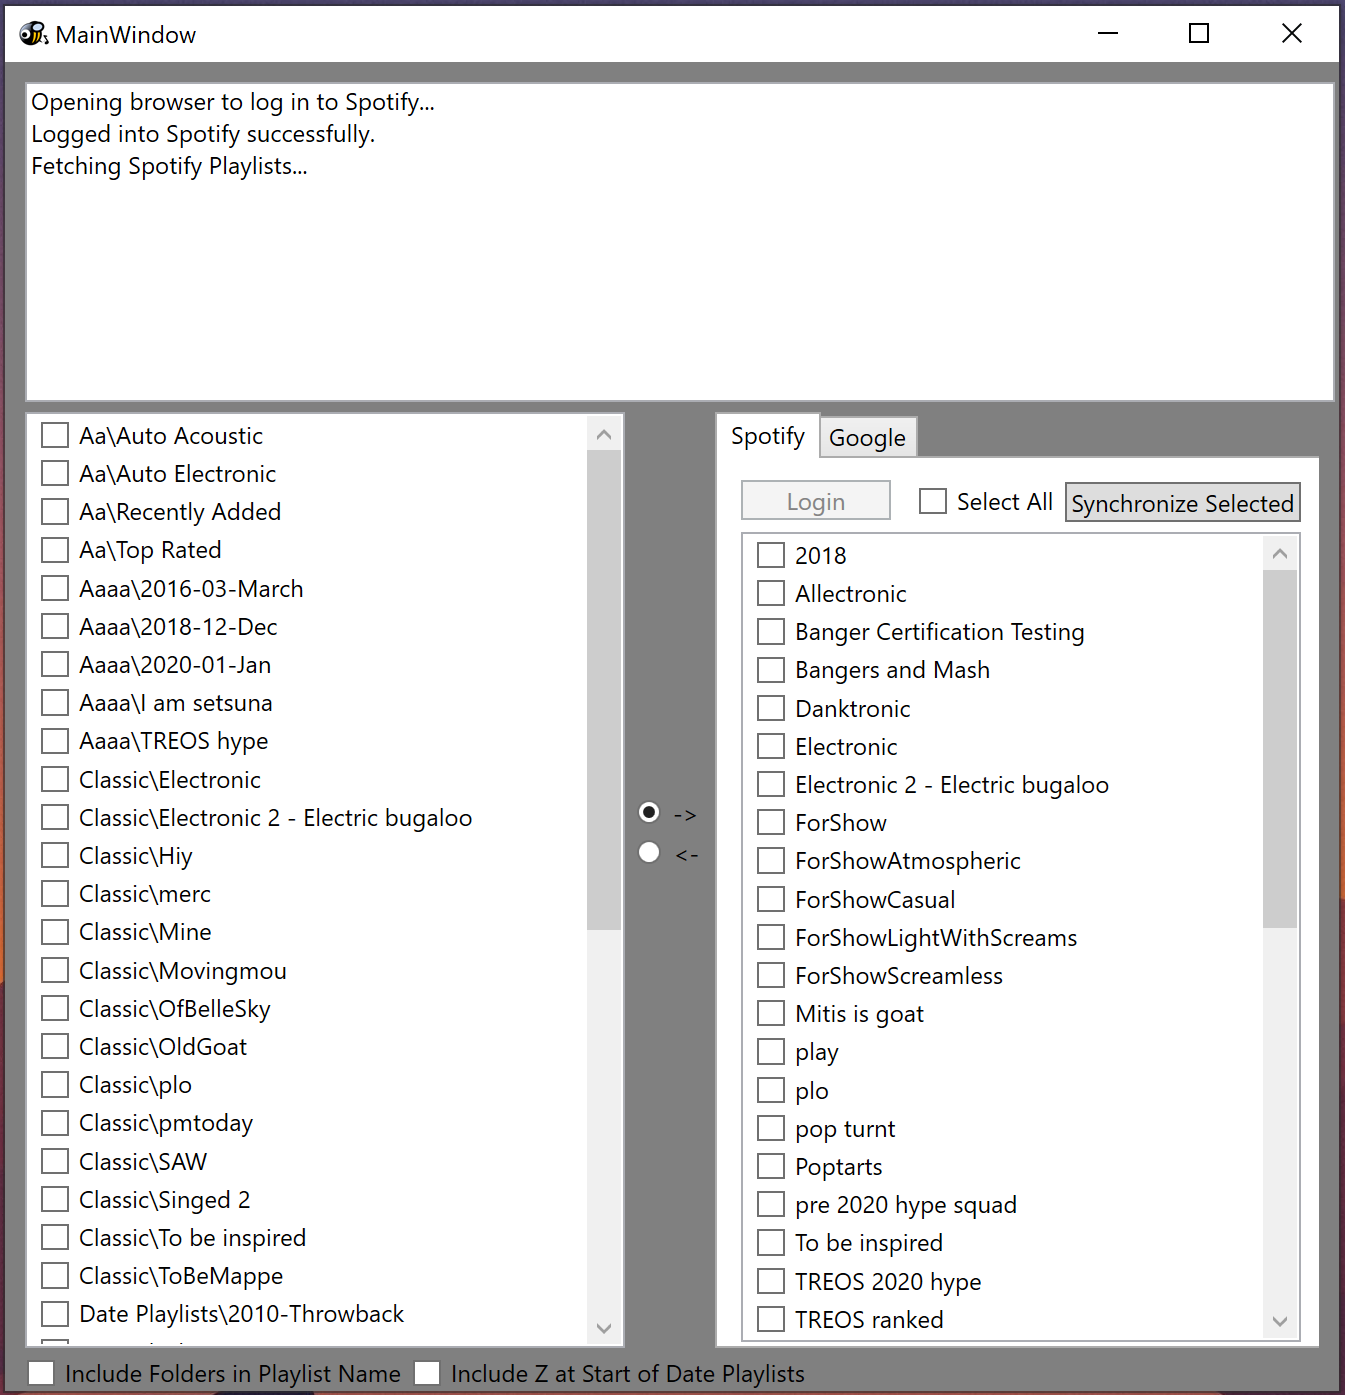 MainWindow
Opening browser to log in to Spotify...
Logged into Spotify successfully.
Fetching Spotify Playlists...
Aa\Auto Acoustic
Aa\Auto Electronic
Aa\Recently Added
Aa\Top Rated
Aaaa\2016-03-March
Aaaa\2018-12-Dec
Aaaa\2020-01-Jan
Aaaa\I am setsuna
Aaaa\TREOS hype
Classic\Electronic
Classic\Electronic 2 - Electric bugaloo
Classic\Hiy
Classic\merc
Classic\Mine
Classic\Movingmou
Classic\OfBelleSky
Classic\OldGoat
Classic\plo
Classic\pmtoday
Classic\SAW
Classic\Singed 2
Classic\To be inspired
Classic\ToBeMappe
Date Playlists\2010-Throwback
->
<-
Spotify Google
Login Select All Synchronize Selected
2018
Allectronic
Banger Certification Testing
Bangers and Mash
Danktronic
Electronic
Electronic 2 - Electric bugaloo
ForShow
ForShowAtmospheric
ForShowCasual
ForShowLightWithScreams
ForShowScreamless
Mitis is goat
play
plo
pop turnt
Poptarts
pre 2020 hype squad
To be inspired
TREOS 2020 hype
TREOS ranked
Include Folders in Playlist Name Include Z at Start of Date Playlists